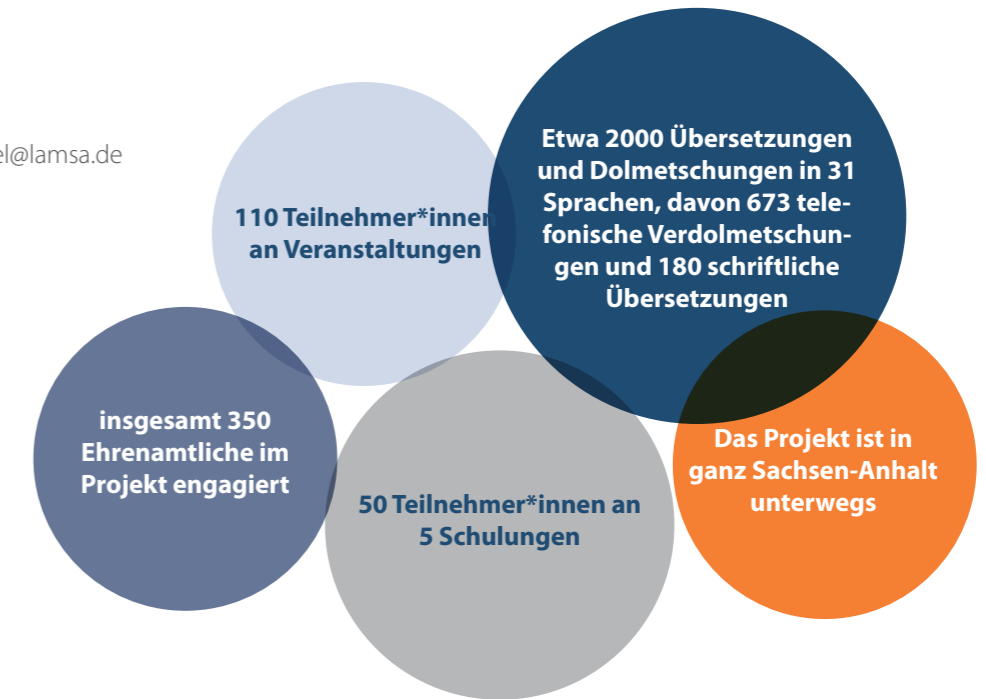 el@lamsa.de
110 Teilnehmer*innen
an Veranstaltungen
Etwa 2000 Übersetzungen
und Dolmetschungen in 31
Sprachen, davon 673 tele-
fonische Verdolmetschun-
gen und 180 schriftliche
Übersetzungen
insgesamt 350
Ehrenamtliche im
Projekt engagiert
50 Teilnehmer*innen an
5 Schulungen
Das Projekt ist in
ganz Sachsen-Anhalt
unterwegs